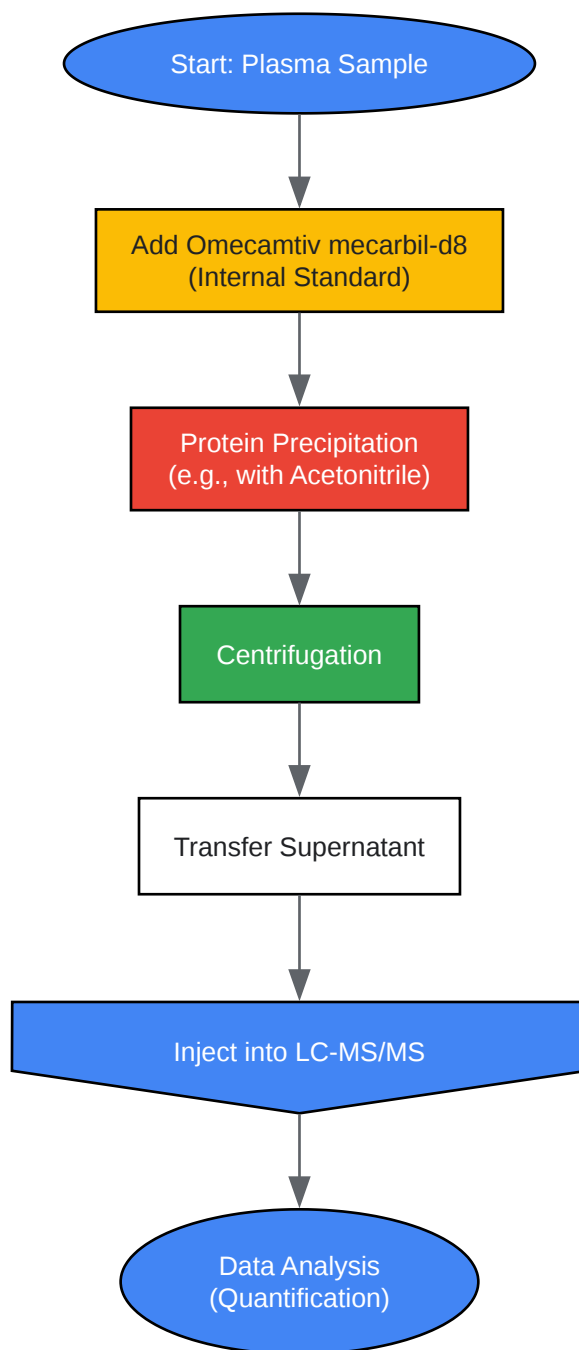 Start: Plasma Sample
Add Omecamtiv mecarbil-d8
(Internal Standard)
Protein Precipitation
(e.g., with Acetonitrile)
Centrifugation
Transfer Supernatant
Inject into LC-MS/MS
Data Analysis
(Quantification)